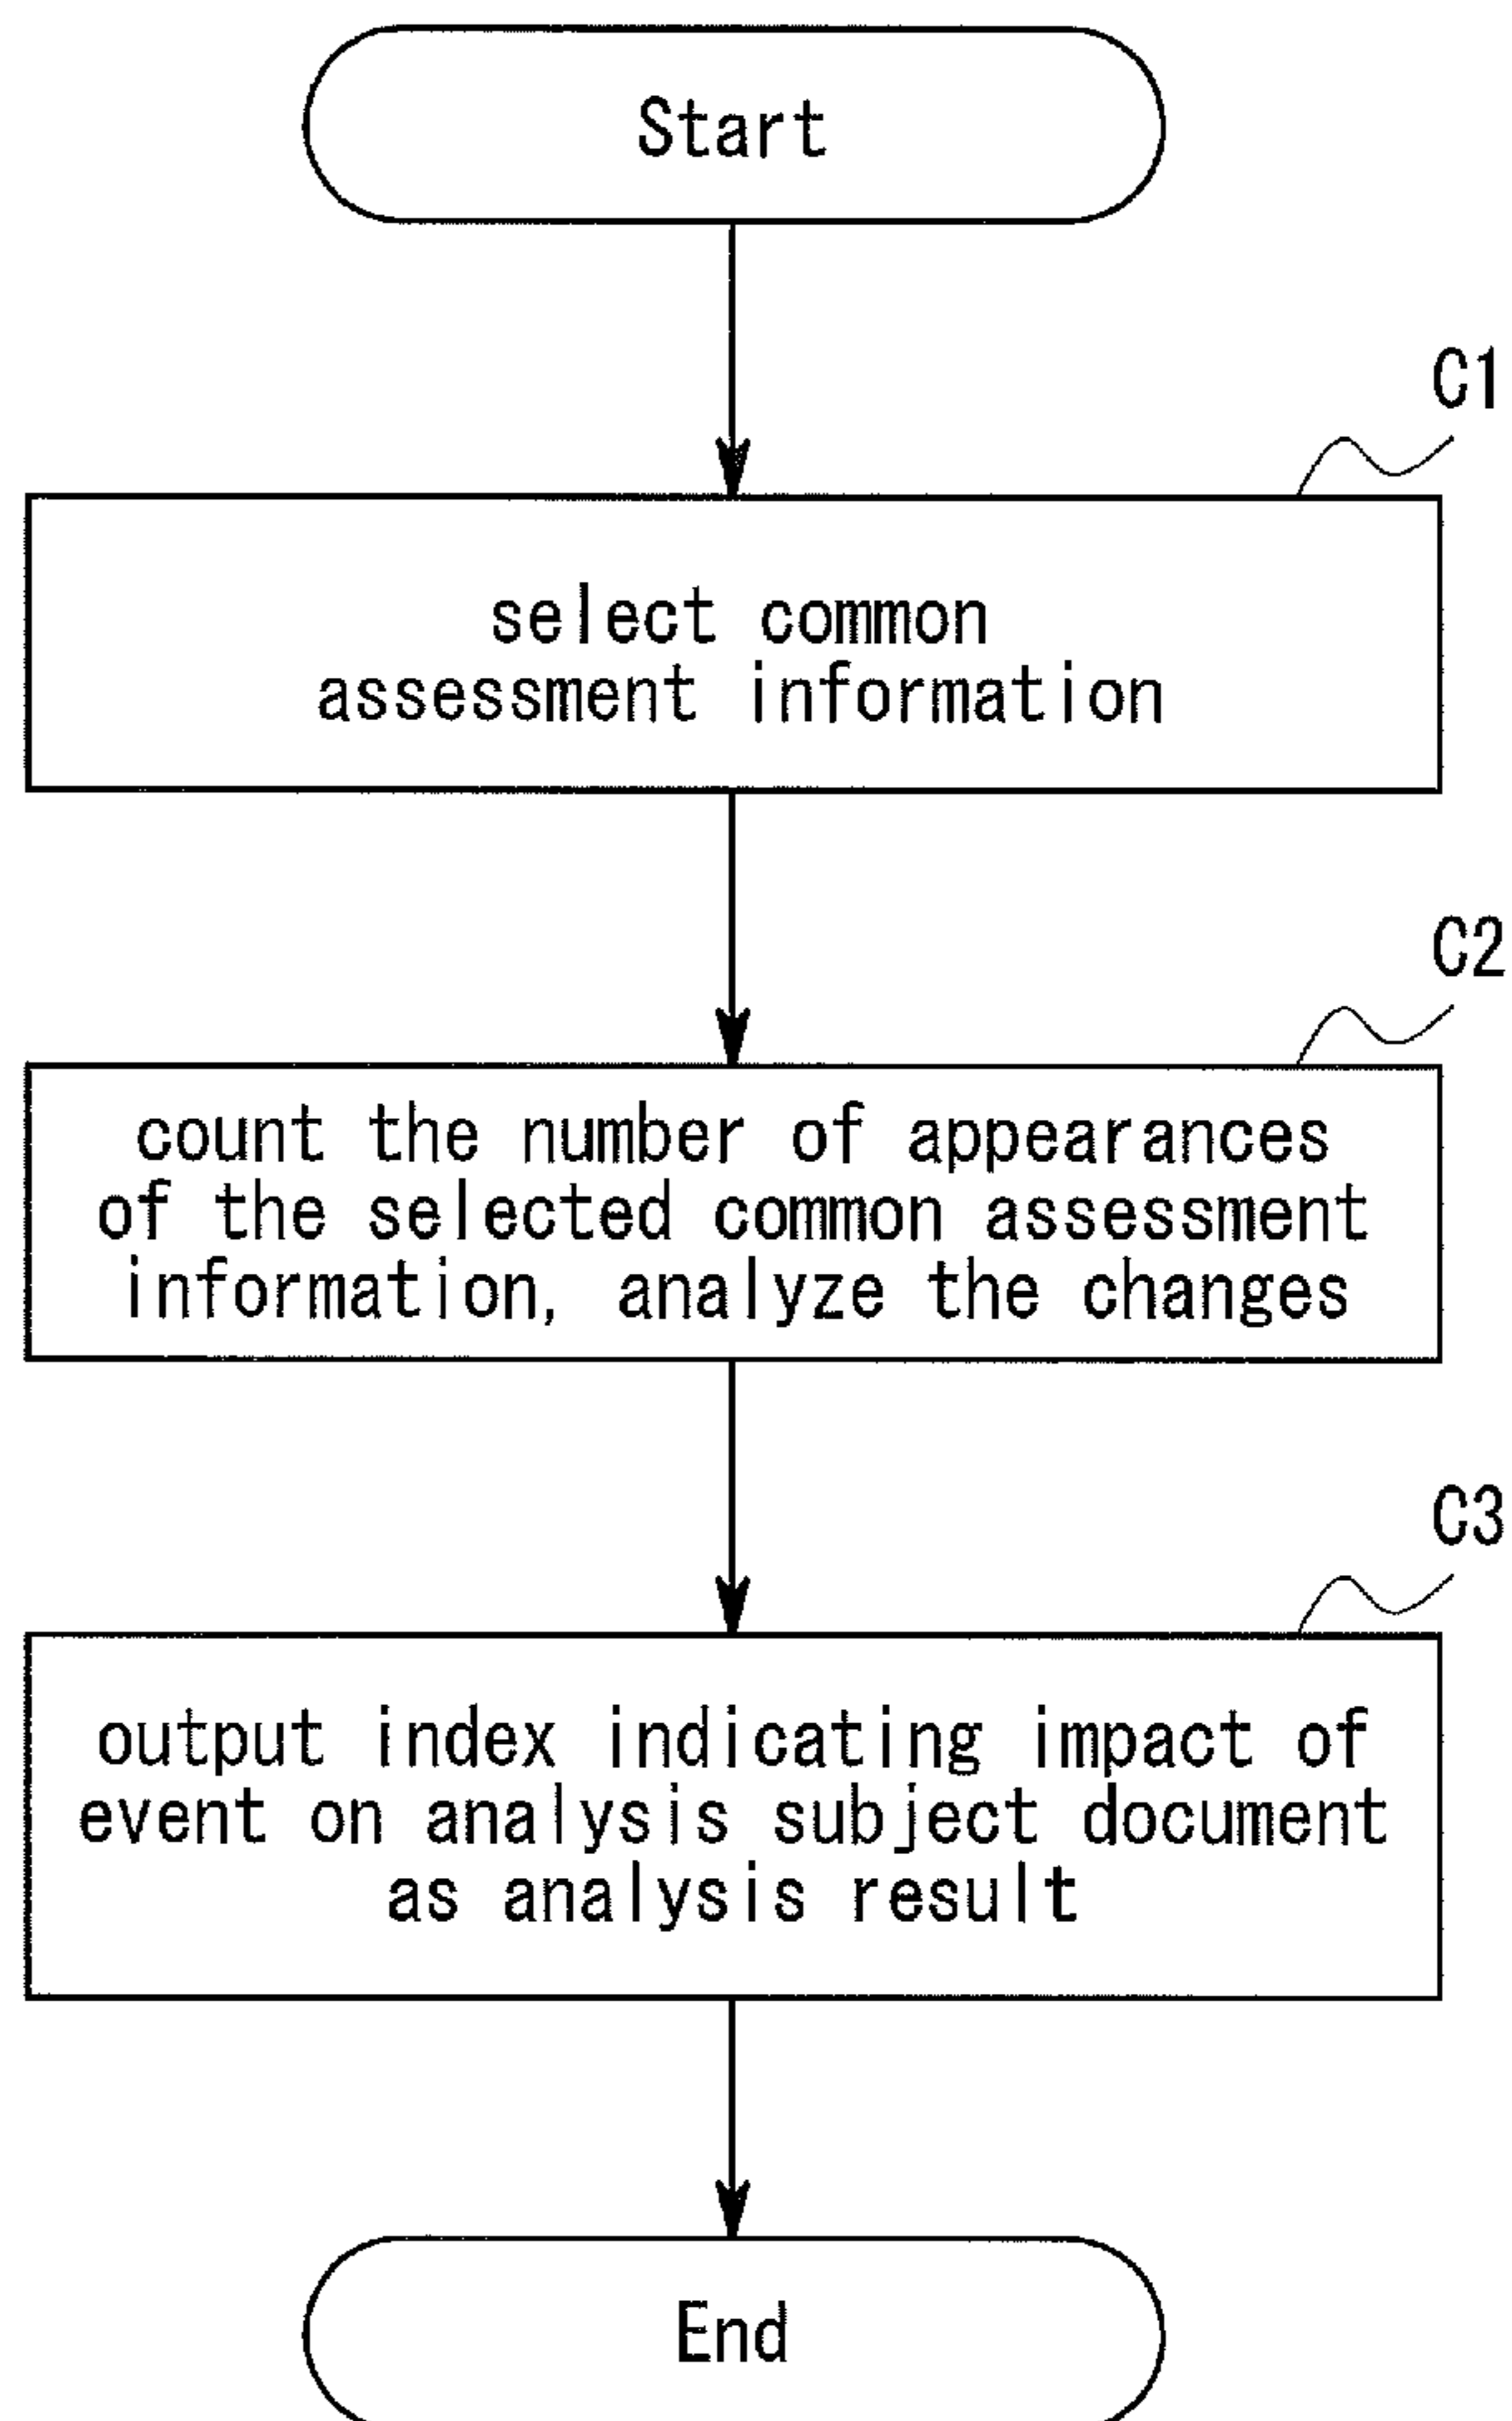 Start
C1
select common
assessment information
C2
count the number of appearances
of the selected common assessment
information, analyze the changes
C3
output index indicating impact of
event on analysis subject document
as analysis result
End